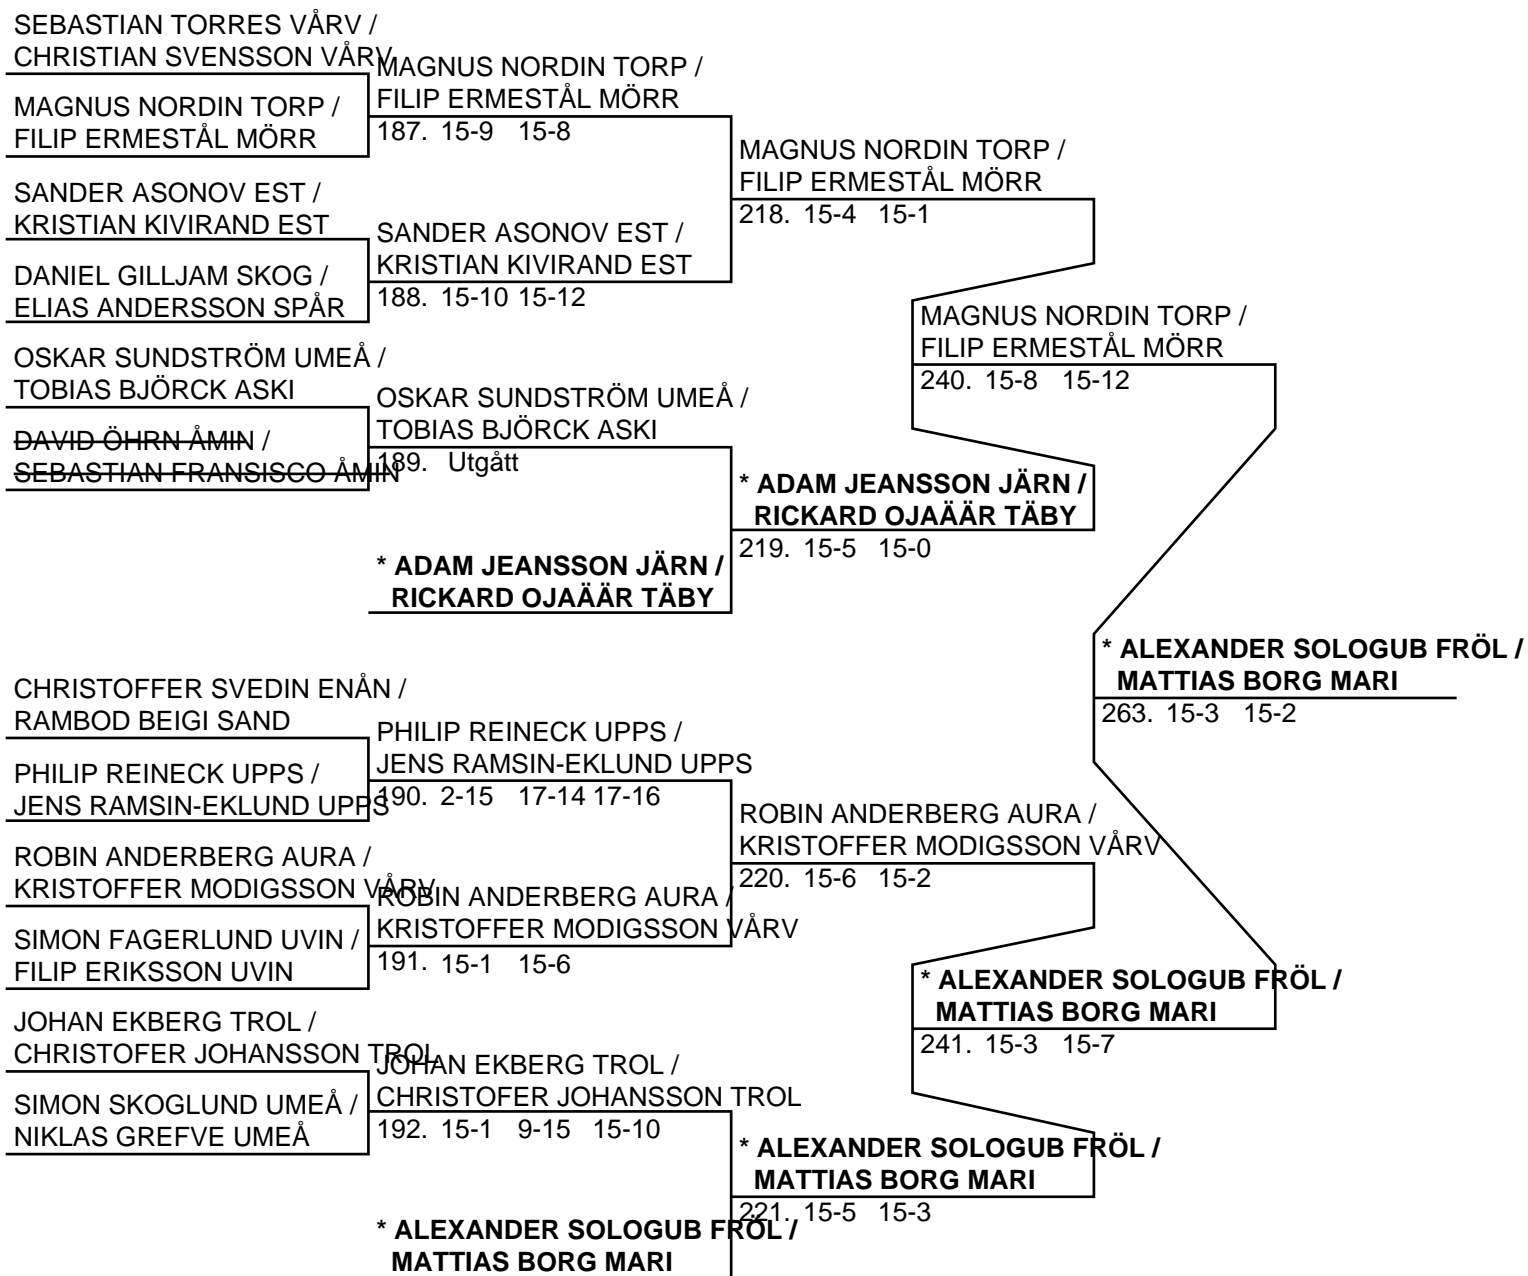 SEBASTIAN TORRES VÅRV /
CHRISTIAN SVENSSON VÅRV
MAGNUS NORDIN TORP /
FILIP ERMESTÅL MÖRR
SANDER ASONOV EST /
KRISTIAN KIVIRAND EST
DANIEL GILLJAM SKOG /
ELIAS ANDERSSON SPÅR
OSKAR SUNDSTRÖM UMEÅ /
TOBIAS BJÖRCK ASKI
DAVID ÖHRN ÅMIN /
SEBASTIAN FRANSISCO ÅMIN
CHRISTOFFER SVEDIN ENÅN /
RAMBOD BEIGI SAND
PHILIP REINECK UPPS /
JENS RAMSIN-EKLUND UPPS
ROBIN ANDERBERG AURA /
KRISTOFFER MODIGSSON VÅRV
SIMON FAGERLUND UVIN /
FILIP ERIKSSON UVIN
JOHAN EKBERG TROL /
CHRISTOFER JOHANSSON TROL
SIMON SKOGLUND UMEÅ /
NIKLAS GREFVE UMEÅ
MAGNUS NORDIN TORP /
FILIP ERMESTÅL MÖRR
187. 15-9 15-8
SANDER ASONOV EST /
KRISTIAN KIVIRAND EST
188. 15-10 15-12
OSKAR SUNDSTRÖM UMEÅ /
TOBIAS BJÖRCK ASKI
189. Utgått
* ADAM JEANSSON JÄRN /
RICKARD OJAÄÄR TÄBY
PHILIP REINECK UPPS /
JENS RAMSIN-EKLUND UPPS
190. 2-15 17-14 17-16
ROBIN ANDERBERG AURA /
KRISTOFFER MODIGSSON VÅRV
191. 15-1 15-6
JOHAN EKBERG TROL /
CHRISTOFER JOHANSSON TROL
192. 15-1 9-15 15-10
* ALEXANDER SOLOGUB FRÖL /
MATTIAS BORG MARI
MAGNUS NORDIN TORP /
FILIP ERMESTÅL MÖRR
218. 15-4 15-1
* ADAM JEANSSON JÄRN /
RICKARD OJAÄÄR TÄBY
219. 15-5 15-0
ROBIN ANDERBERG AURA /
KRISTOFFER MODIGSSON VÅRV
220. 15-6 15-2
* ALEXANDER SOLOGUB FRÖL /
MATTIAS BORG MARI
221. 15-5 15-3
MAGNUS NORDIN TORP /
FILIP ERMESTÅL MÖRR
240. 15-8 15-12
* ALEXANDER SOLOGUB FRÖL /
MATTIAS BORG MARI
241. 15-3 15-7
* ALEXANDER SOLOGUB FRÖL /
MATTIAS BORG MARI
263. 15-3 15-2